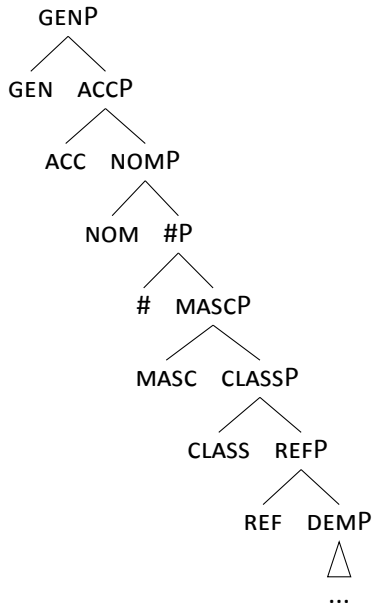 GENP
GEN ACCP
ACC NOMP
NOM #P
# MASCP
MASC CLASSP
CLASS REFP
REF DEMP
...